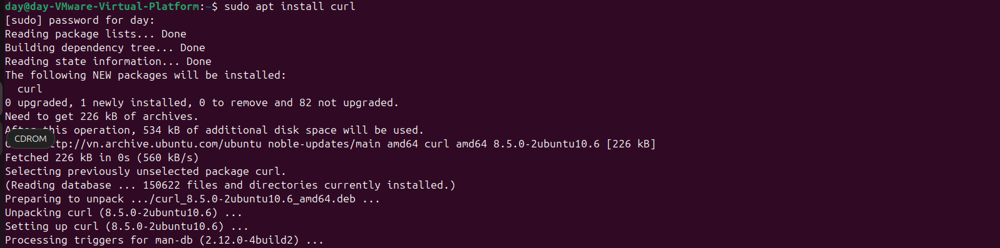 day@day-VMware-Virtual-Platform:~$ sudo apt install curl
[sudo] password for day:
Reading package lists... Done
Building dependency tree... Done
Reading state information... Done
The following NEW packages will be installed:
  curl
0 upgraded, 1 newly installed, 0 to remove and 82 not upgraded.
Need to get 226 kB of archives.
this operation, 534 kB of additional disk space will be used.
CDROM
tp://vn.archive.ubuntu.com/ubuntu noble-updates/main amd64 curl amd64 8.5.0-2ubuntu10.6 [226 kB]
Fetched 226 kB in 0s (560 kB/s)
Selecting previously unselected package curl.
(Reading database ... 150622 files and directories currently installed.)
Preparing to unpack .../curl_8.5.0-2ubuntu10.6_amd64.deb ...
Unpacking curl (8.5.0-2ubuntu10.6) ...
Setting up curl (8.5.0-2ubuntu10.6) ...
Processing triggers for man-db (2.12.0-4build2) ...